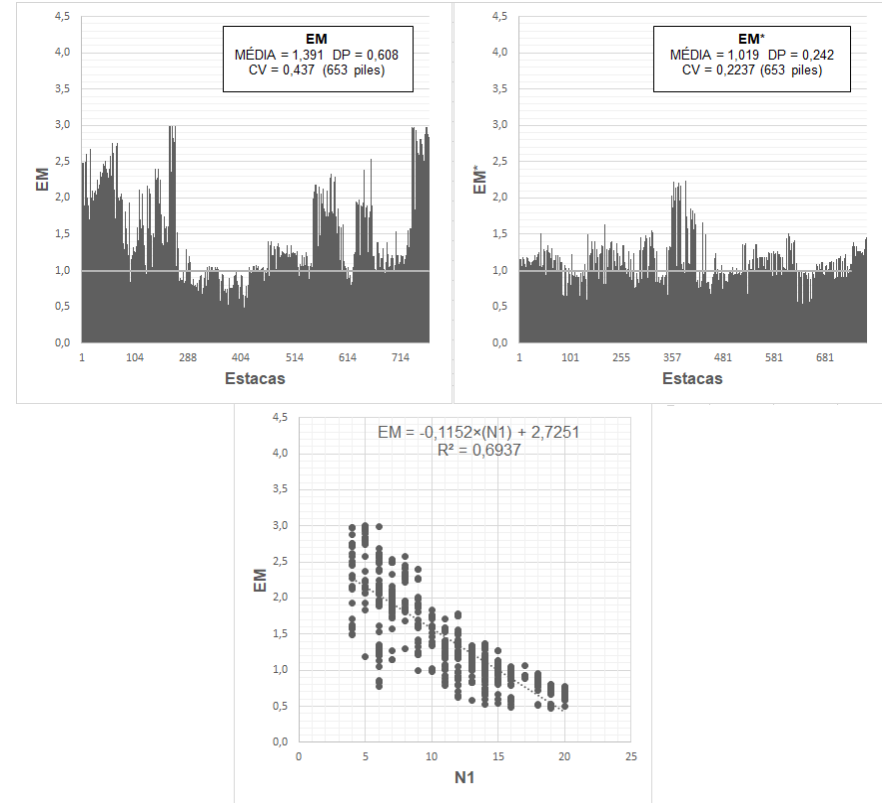 4,5
4,0
3,5
3,0
2,5
2,0
1,5
1,0
0,5
0,0
EM
EM
MÉDIA = 1,391 DP = 0,608
CV = 0,437 (653 piles)
1 104 288 404 514 614 714
Estacas
4,5
4,0
3,5
3,0
2,5
2,0
1,5
1,0
0,5
0,0
EM*
EM*
MÉDIA = 1,019 DP = 0,242
CV = 0,2237 (653 piles)
1 101 255 357 481 581 681
Estacas
4,5
4,0
3,5
3,0
2,5
2,0
1,5
1,0
0,5
0,0
EM
EM = -0,1152×(N1) + 2,7251
R² = 0,6937
0 5 10 15 20 25
N1